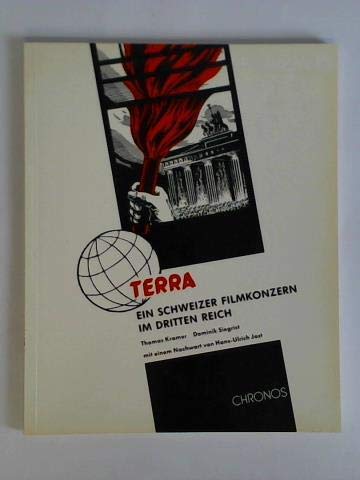 TERRA
EIN SCHWEIZER FILMKONZERN
IM DRITTEN REICH
Thomas Kramer Dominik Siegrist
mit einem Nachwort von Hans-Ulrich Jost
CHRONOS